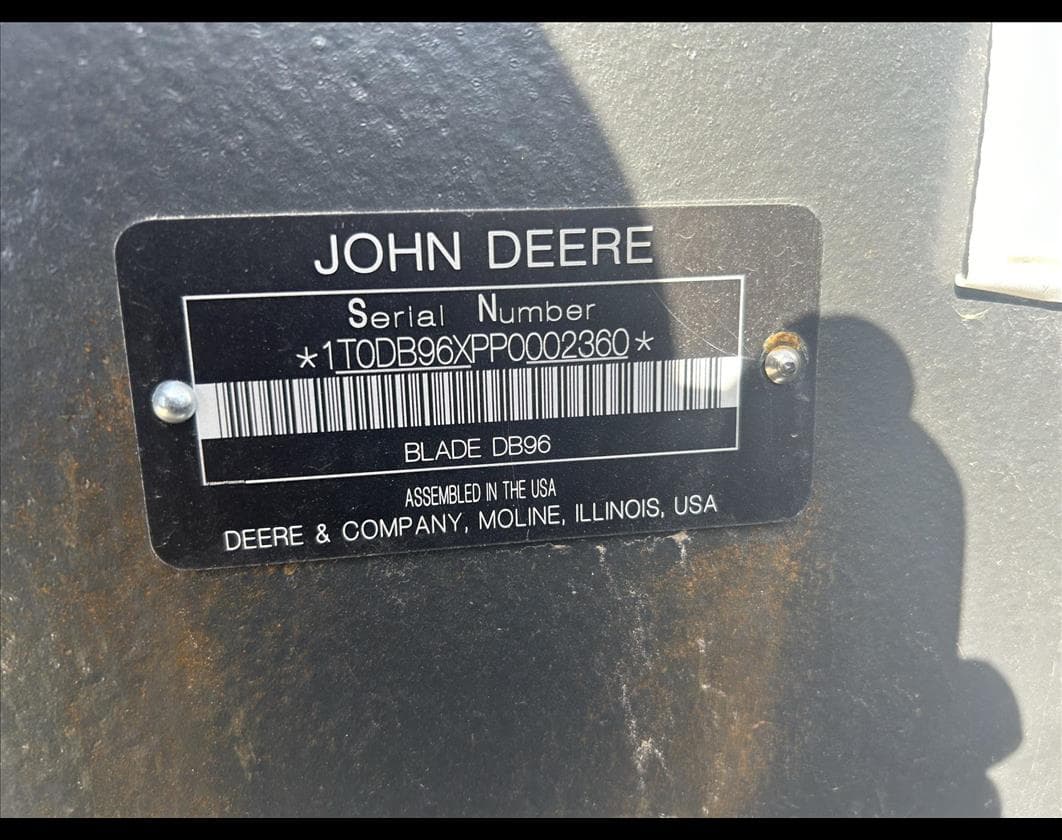 JOHN DEERE
Serial Number
*1T0DB96XPP0002360*
BLADE DB96
ASSEMBLED IN THE USA
DEERE & COMPANY, MOLINE, ILLINOIS, USA